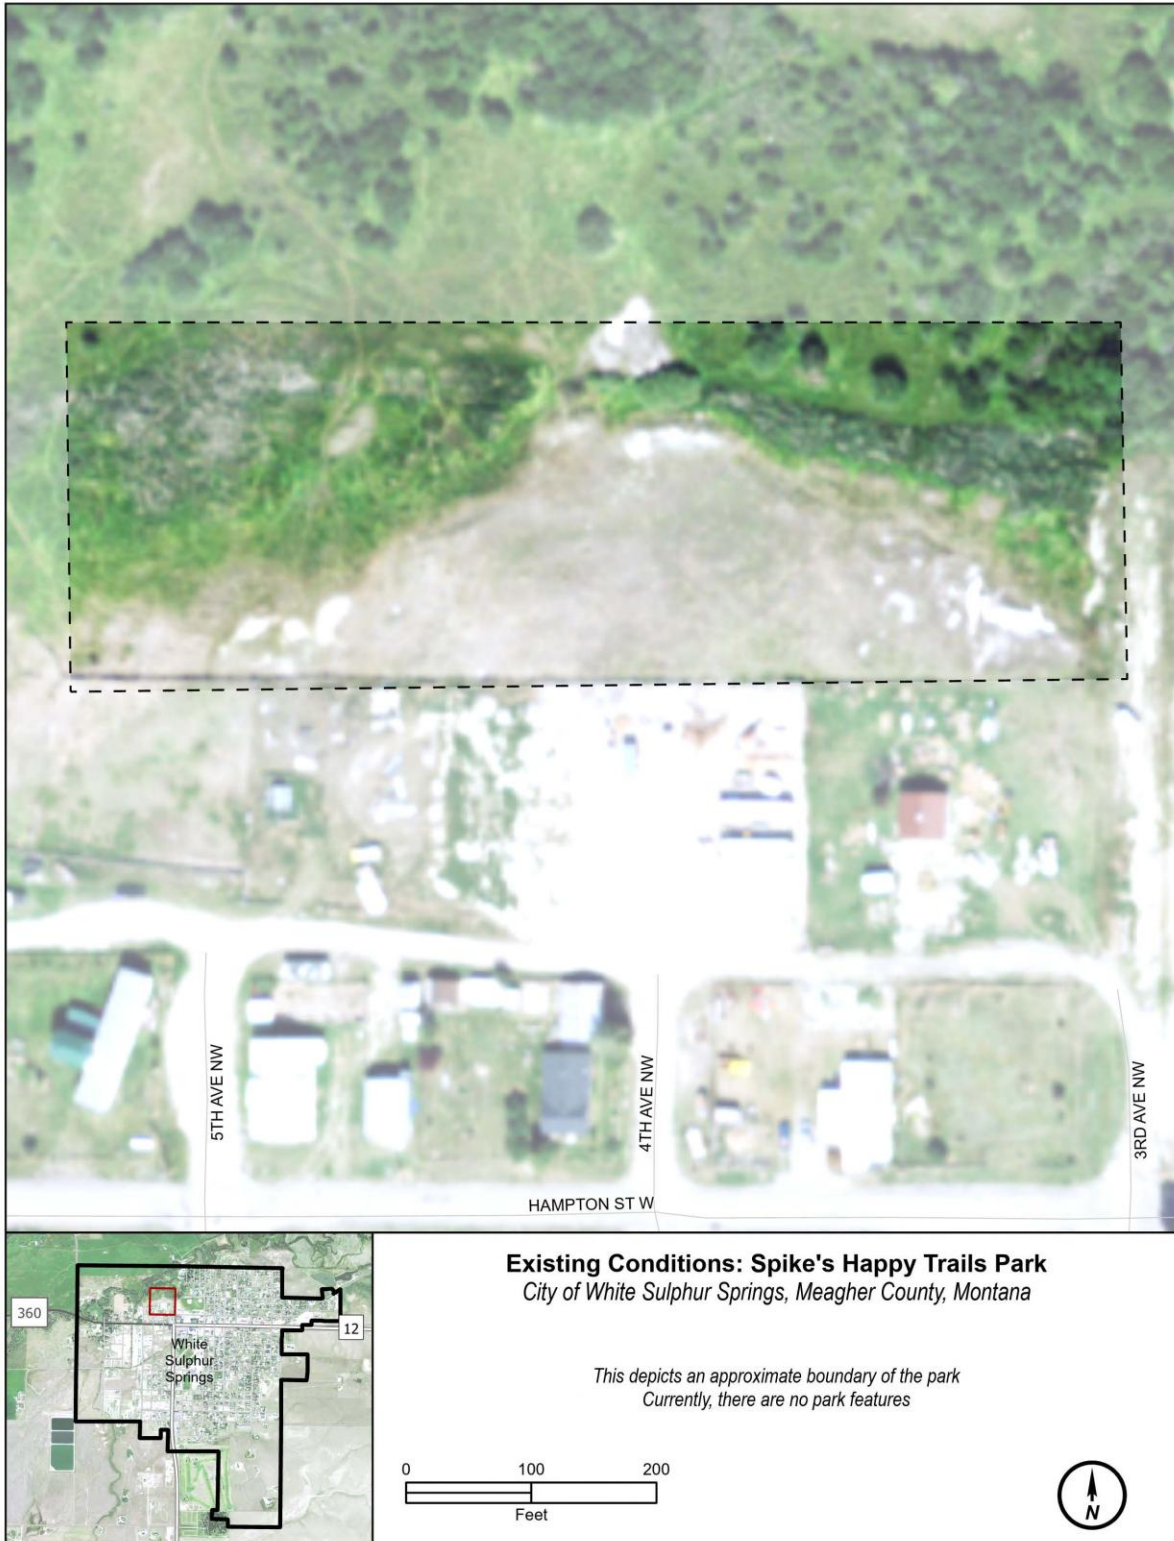 5TH AVE NW
4TH AVE NW
3RD AVE NW
HAMPTON ST W
360
12
White
Sulphur
Springs
Existing Conditions: Spike's Happy Trails Park
City of White Sulphur Springs, Meagher County, Montana
This depicts an approximate boundary of the park
Currently, there are no park features
0 100 200
Feet
N